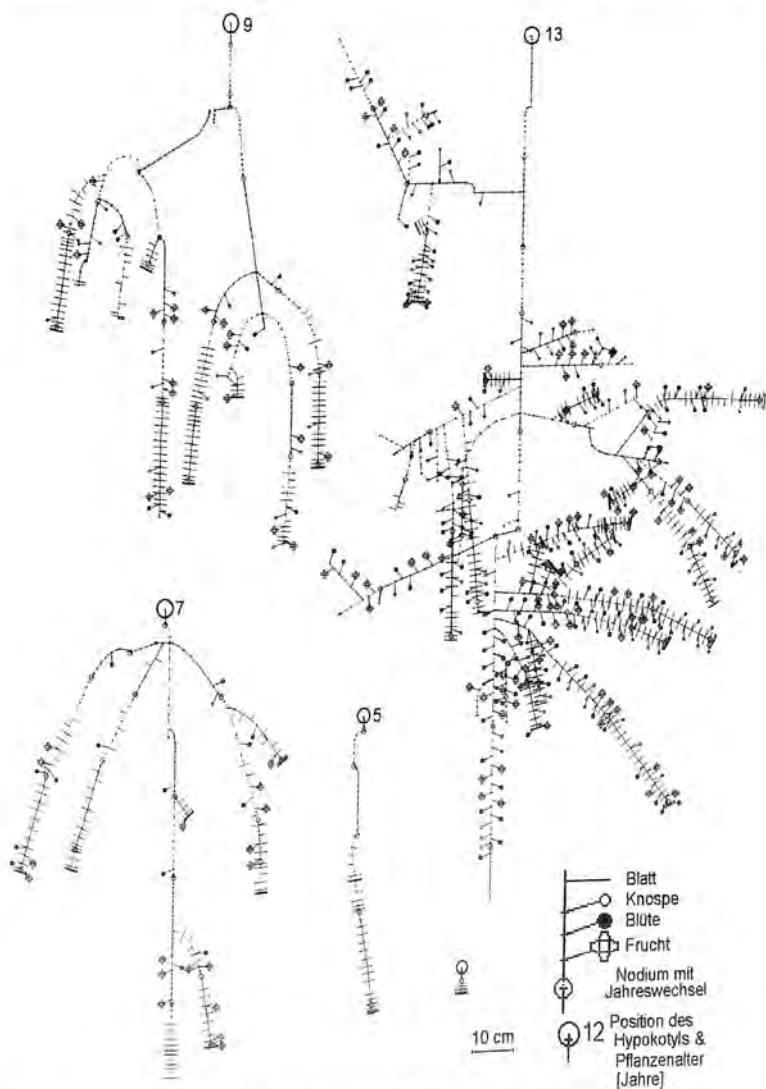 9
13
7
5
Blatt
Knospe
Blüte
Frucht
Nodium mit
Jahreswechsel
12 Position des
Hypokotyls &
Pflanzenalter
[Jahre]
10 cm